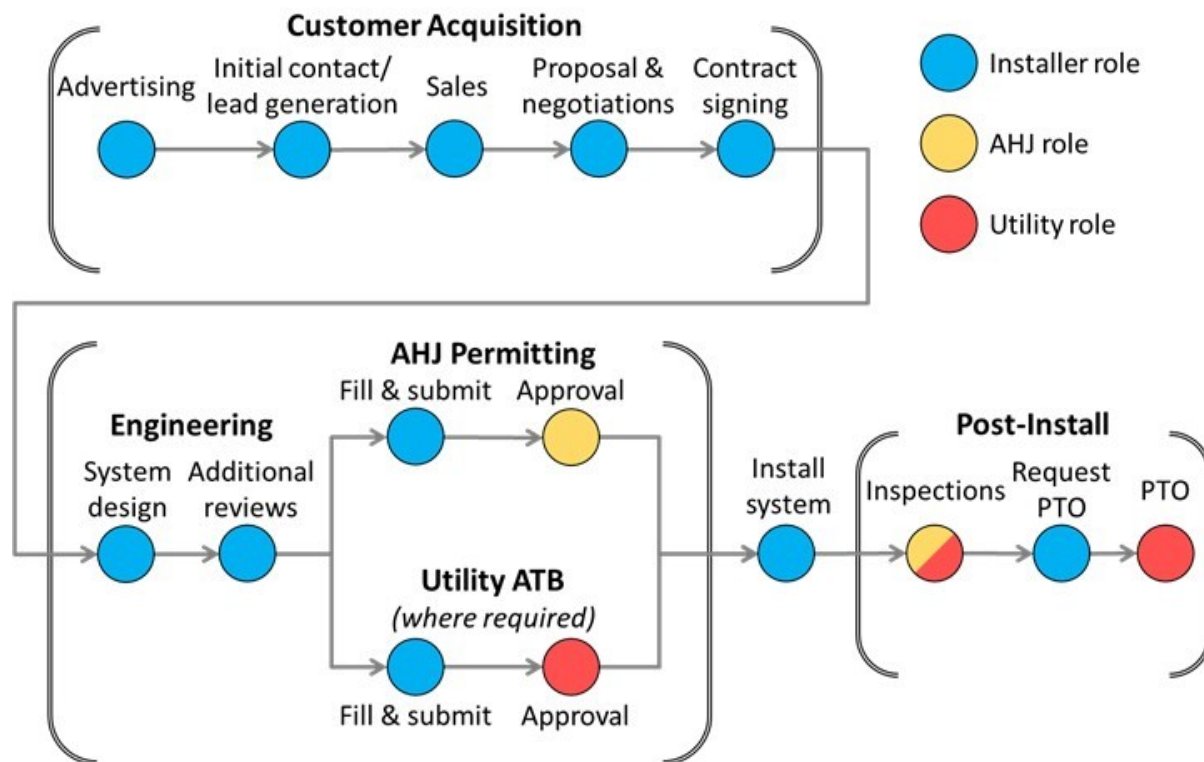 Customer Acquisition
Advertising
Initial contact/
lead generation
Sales
Proposal &
negotiations
Contract
signing
Installer role
AHJ role
Utility role
AHJ Permitting
Fill & submit
Approval
Engineering
System
design
Additional
reviews
Utility ATB
(where required)
Fill & submit
Approval
Install
system
Post-Install
Inspections
Request
PTO
PTO